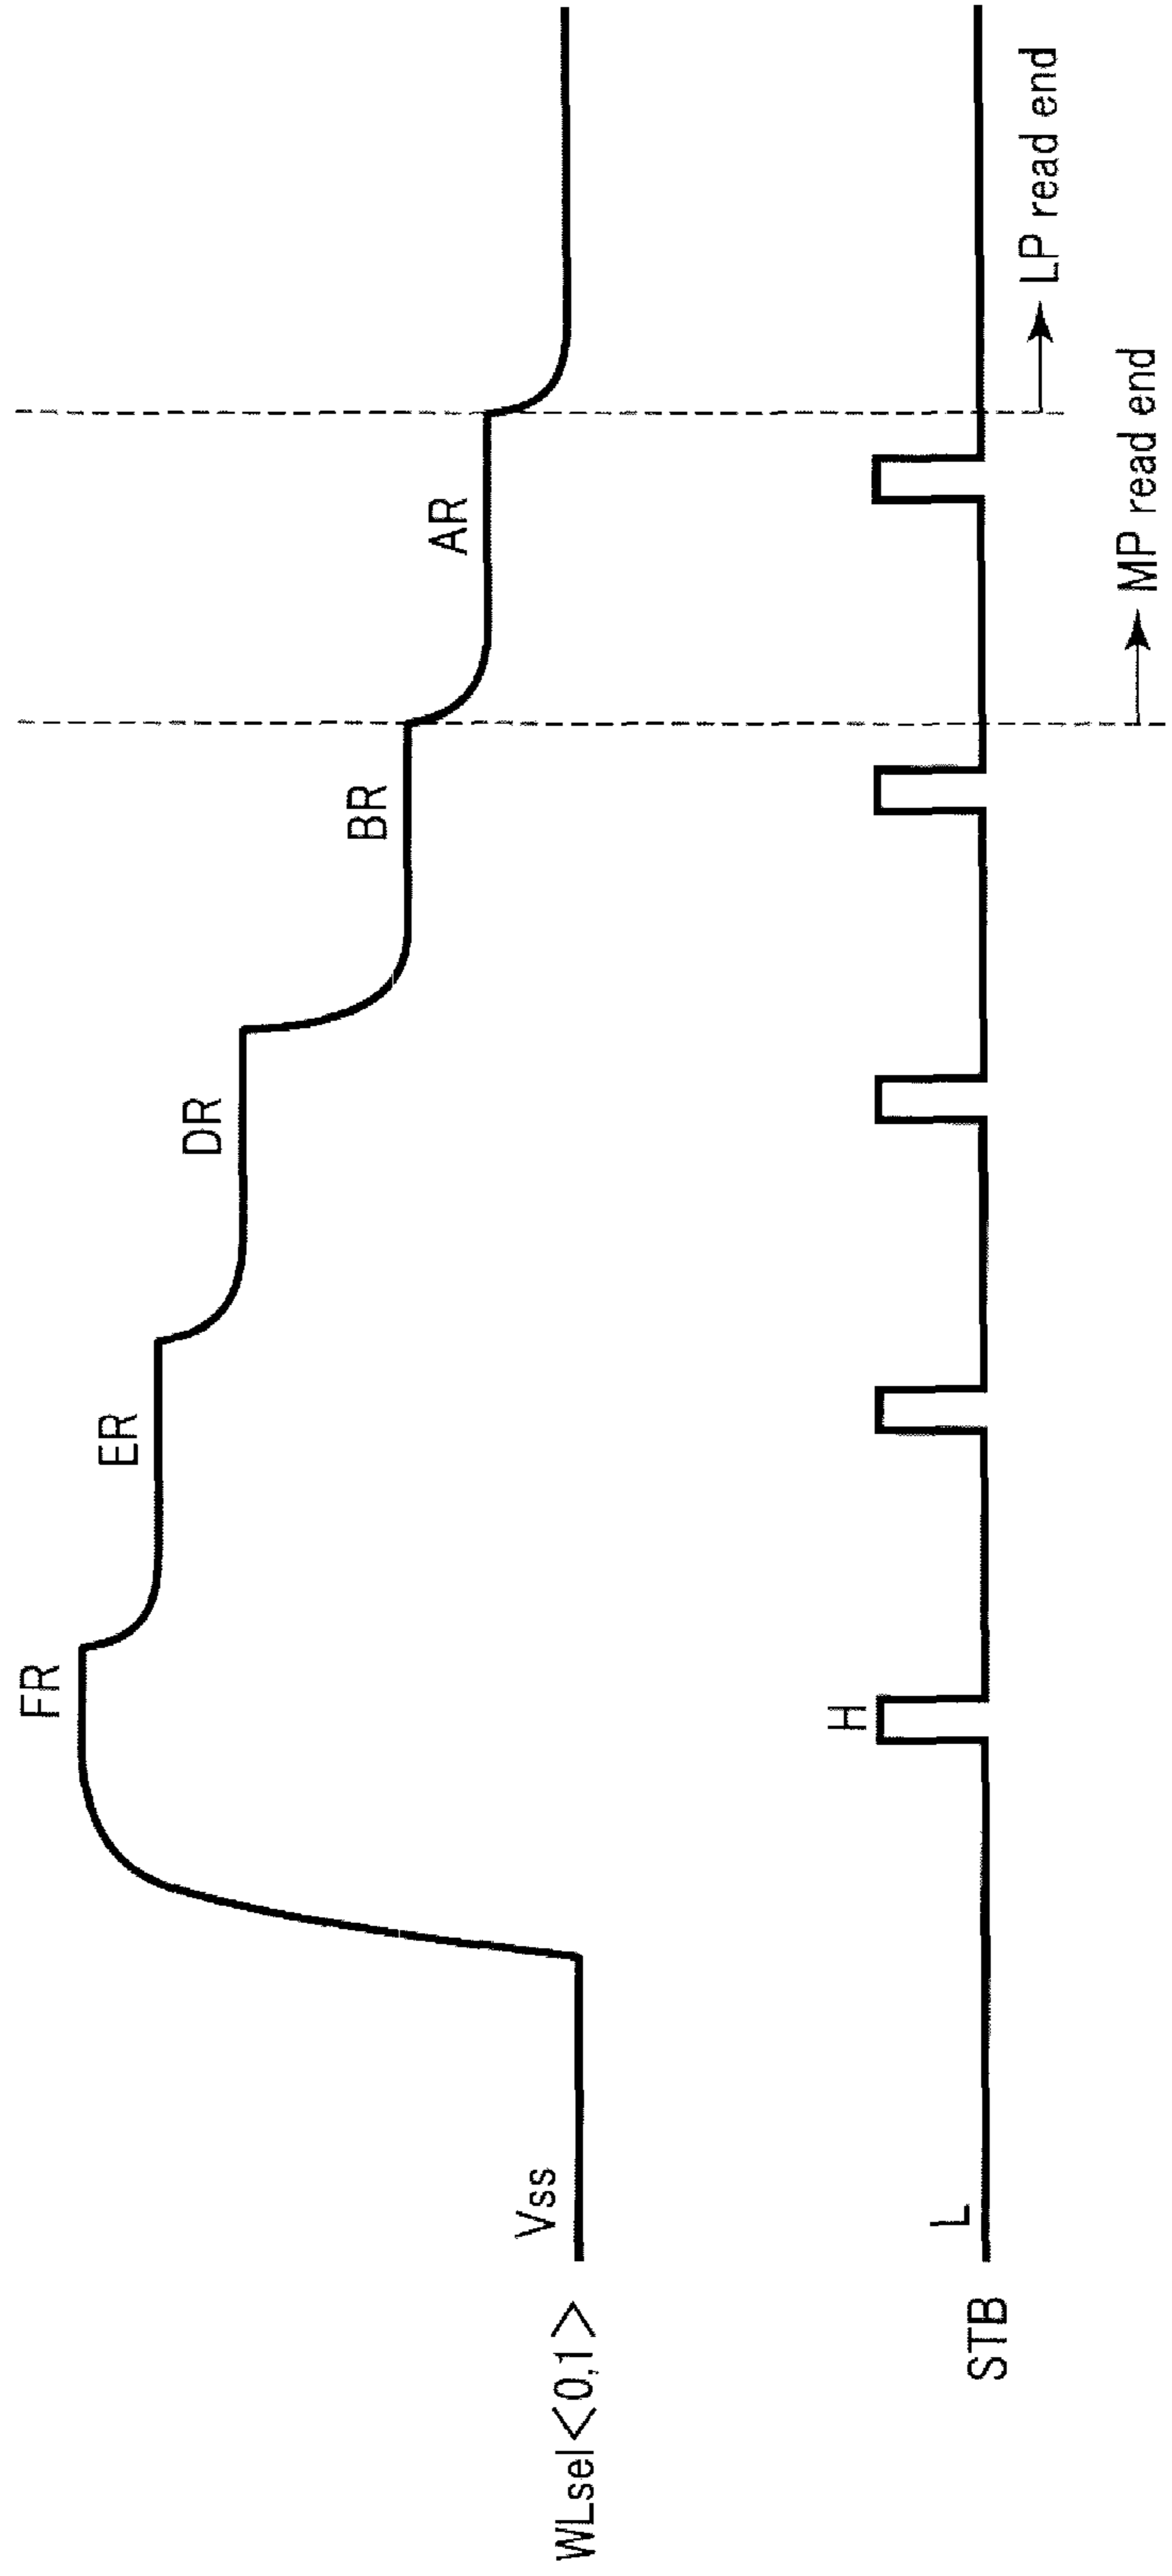 FR
ER
DR
BR
AR
Vss
WLsel<0,1>
H
L
STB
LP read end
MP read end